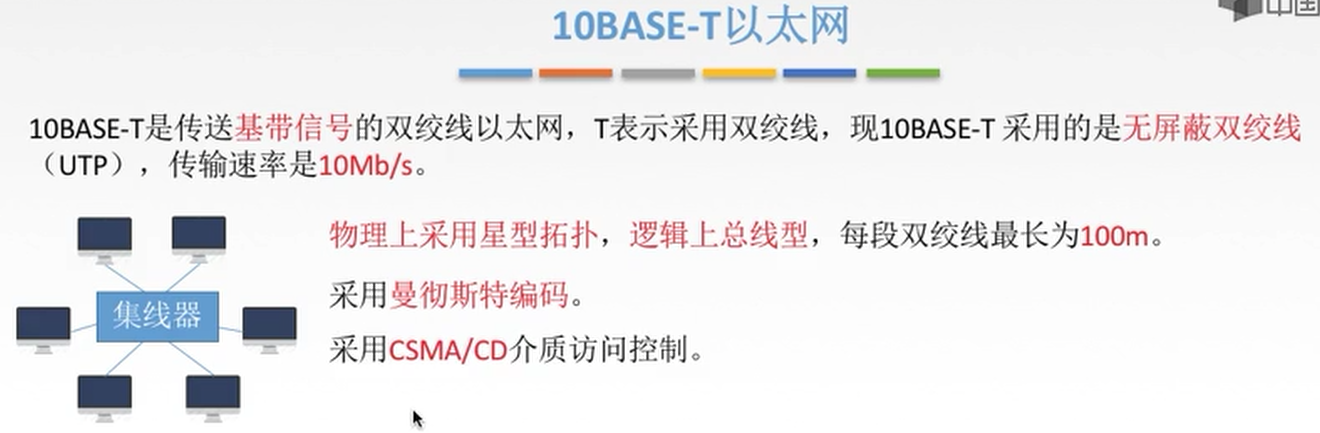 中国
10BASE-T以太网
10BASE-T是传送基带信号的双绞线以太网，T表示采用双绞线，现10BASE-T 采用的是无屏蔽双绞线
（UTP），传输速率是10Mb/s。
物理上采用星型拓扑，逻辑上总线型，每段双绞线最长为100m。
采用曼彻斯特编码。
集线器
采用CSMA/CD介质访问控制。